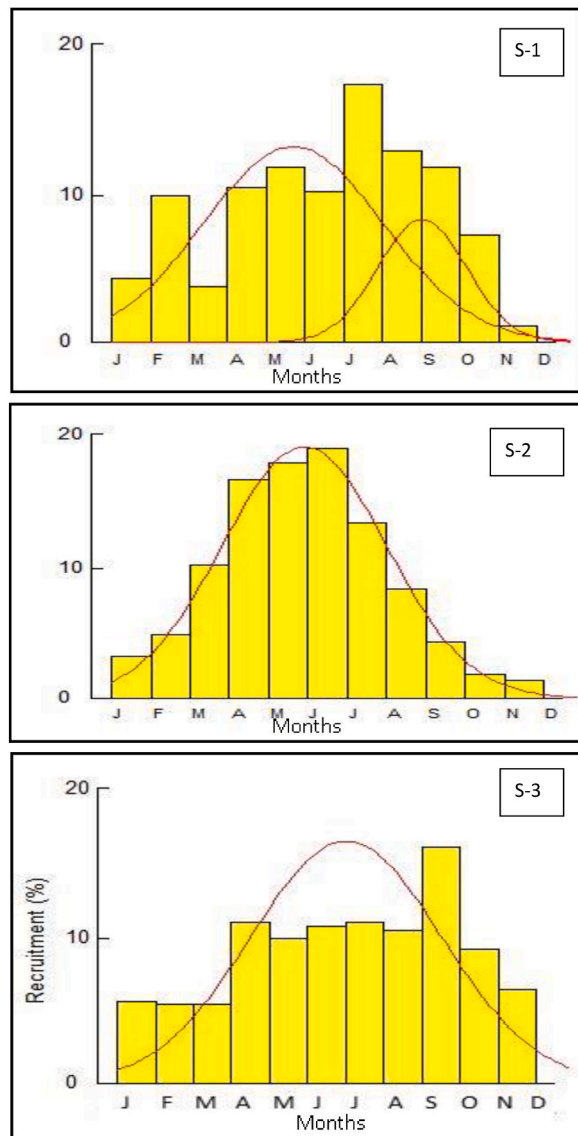 20
S-1
10
0
J F M A M J J A S O N D
Months
20
S-2
10
0
J F M A M J J A S O N D
Months
20
S-3
Recruitment (%)
10
0
J F M A M J J A S O N D
Months